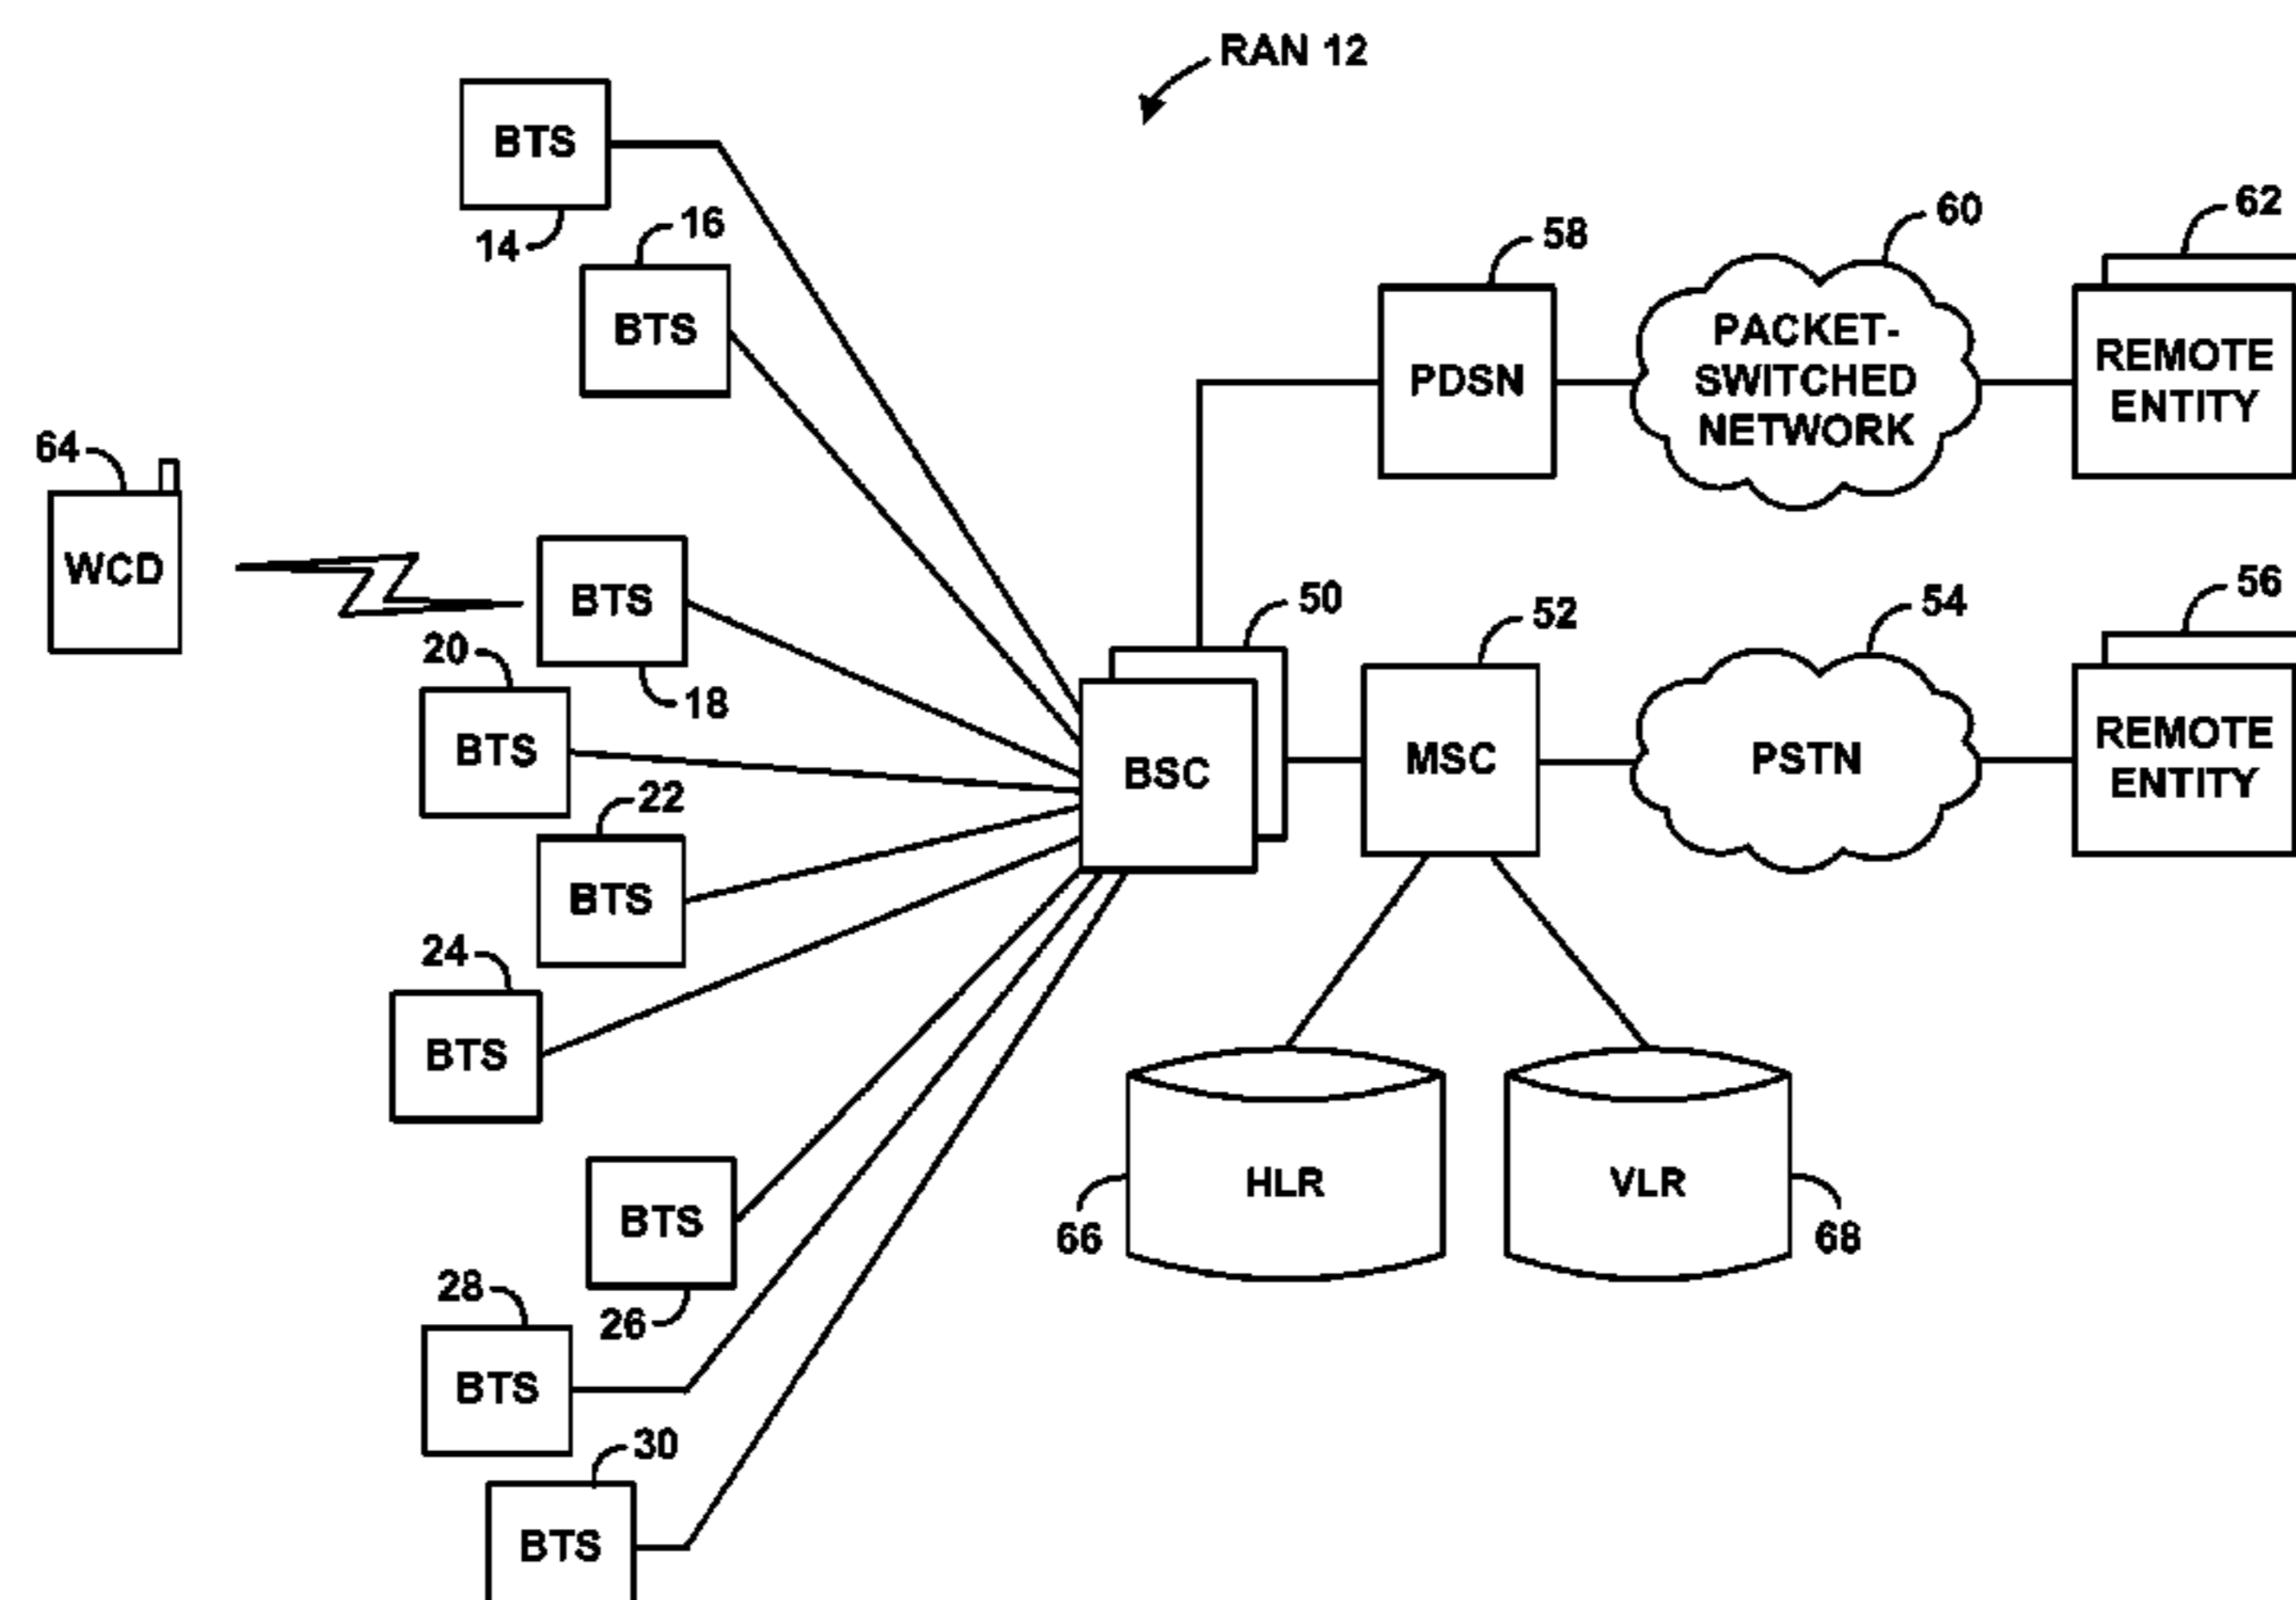 RAN 12
BTS
14
16
BTS
58
60
62
PDSN
PACKET-
SWITCHED
NETWORK
REMOTE
ENTITY
64
WCD
BTS
18
20
BTS
22
BTS
50
BSC
52
MSC
54
PSTN
56
REMOTE
ENTITY
24
BTS
BTS
26
66
HLR
VLR
68
28
BTS
30
BTS